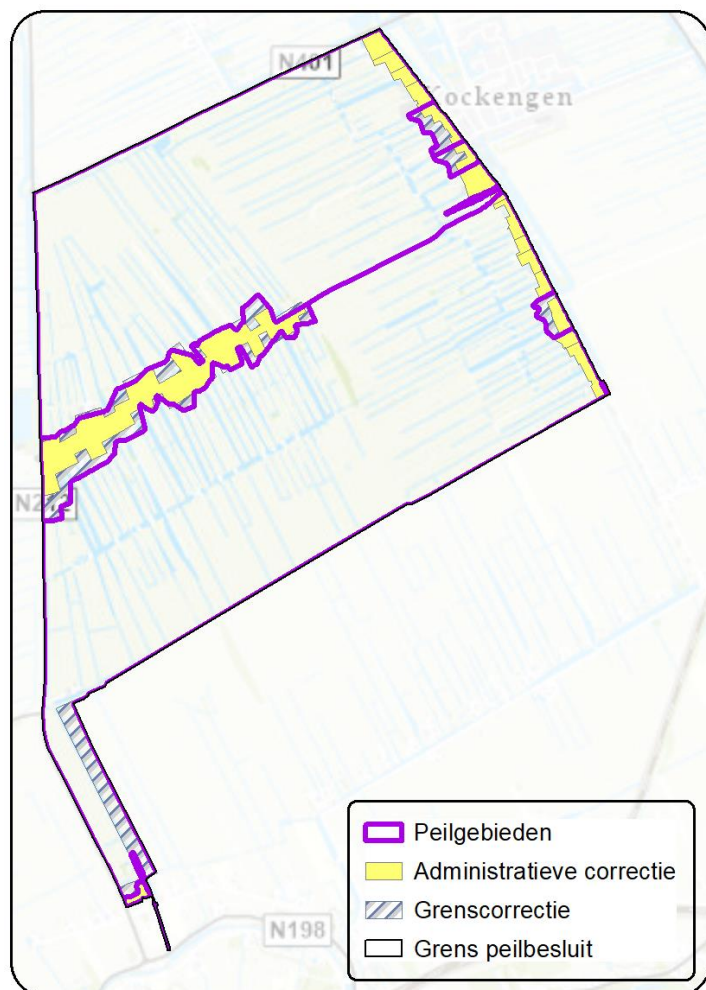 N401
Kockengen
N212
N198
Peilgebieden
Administratieve correctie
Grenscorrectie
Grens peilbesluit